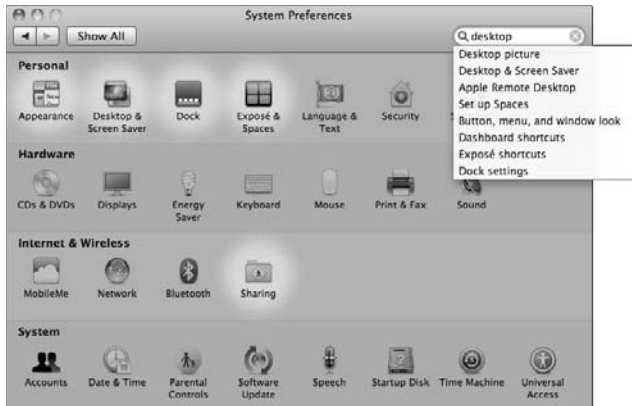 System Preferences
Show All
desktop
Desktop picture
Desktop & Screen Saver
Apple Remote Desktop
Set up Spaces
Button, menu, and window look
Dashboard shortcuts
Exposé shortcuts
Dock settings
Personal
Appearance
Desktop &
Screen Saver
Dock
Exposé &
Spaces
Language &
Text
Security
Hardware
CDs & DVDs
Displays
Energy
Saver
Keyboard
Mouse
Print & Fax
Sound
Internet & Wireless
MobileMe
Network
Bluetooth
Sharing
System
Accounts
Date & Time
Parental
Controls
Software
Update
Speech
Startup Disk
Time Machine
Universal
Access